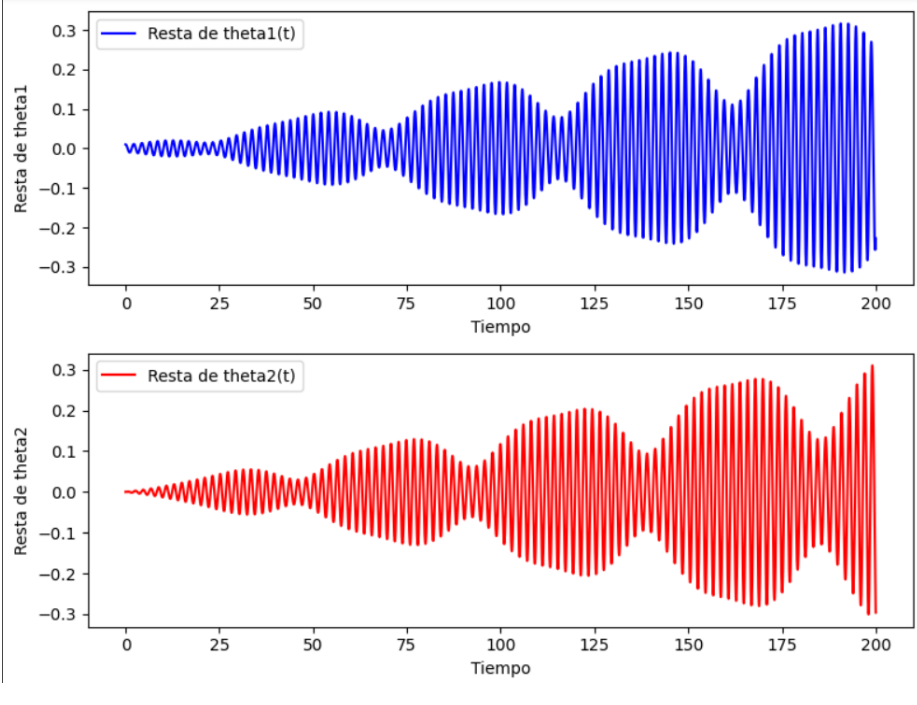 Resta de theta1(t)
Resta de theta1
0.3
0.2
0.1
0.0
−0.1
−0.2
−0.3
0 25 50 75 100 125 150 175 200
Tiempo
Resta de theta2(t)
Resta de theta2
0.3
0.2
0.1
0.0
−0.1
−0.2
−0.3
0 25 50 75 100 125 150 175 200
Tiempo